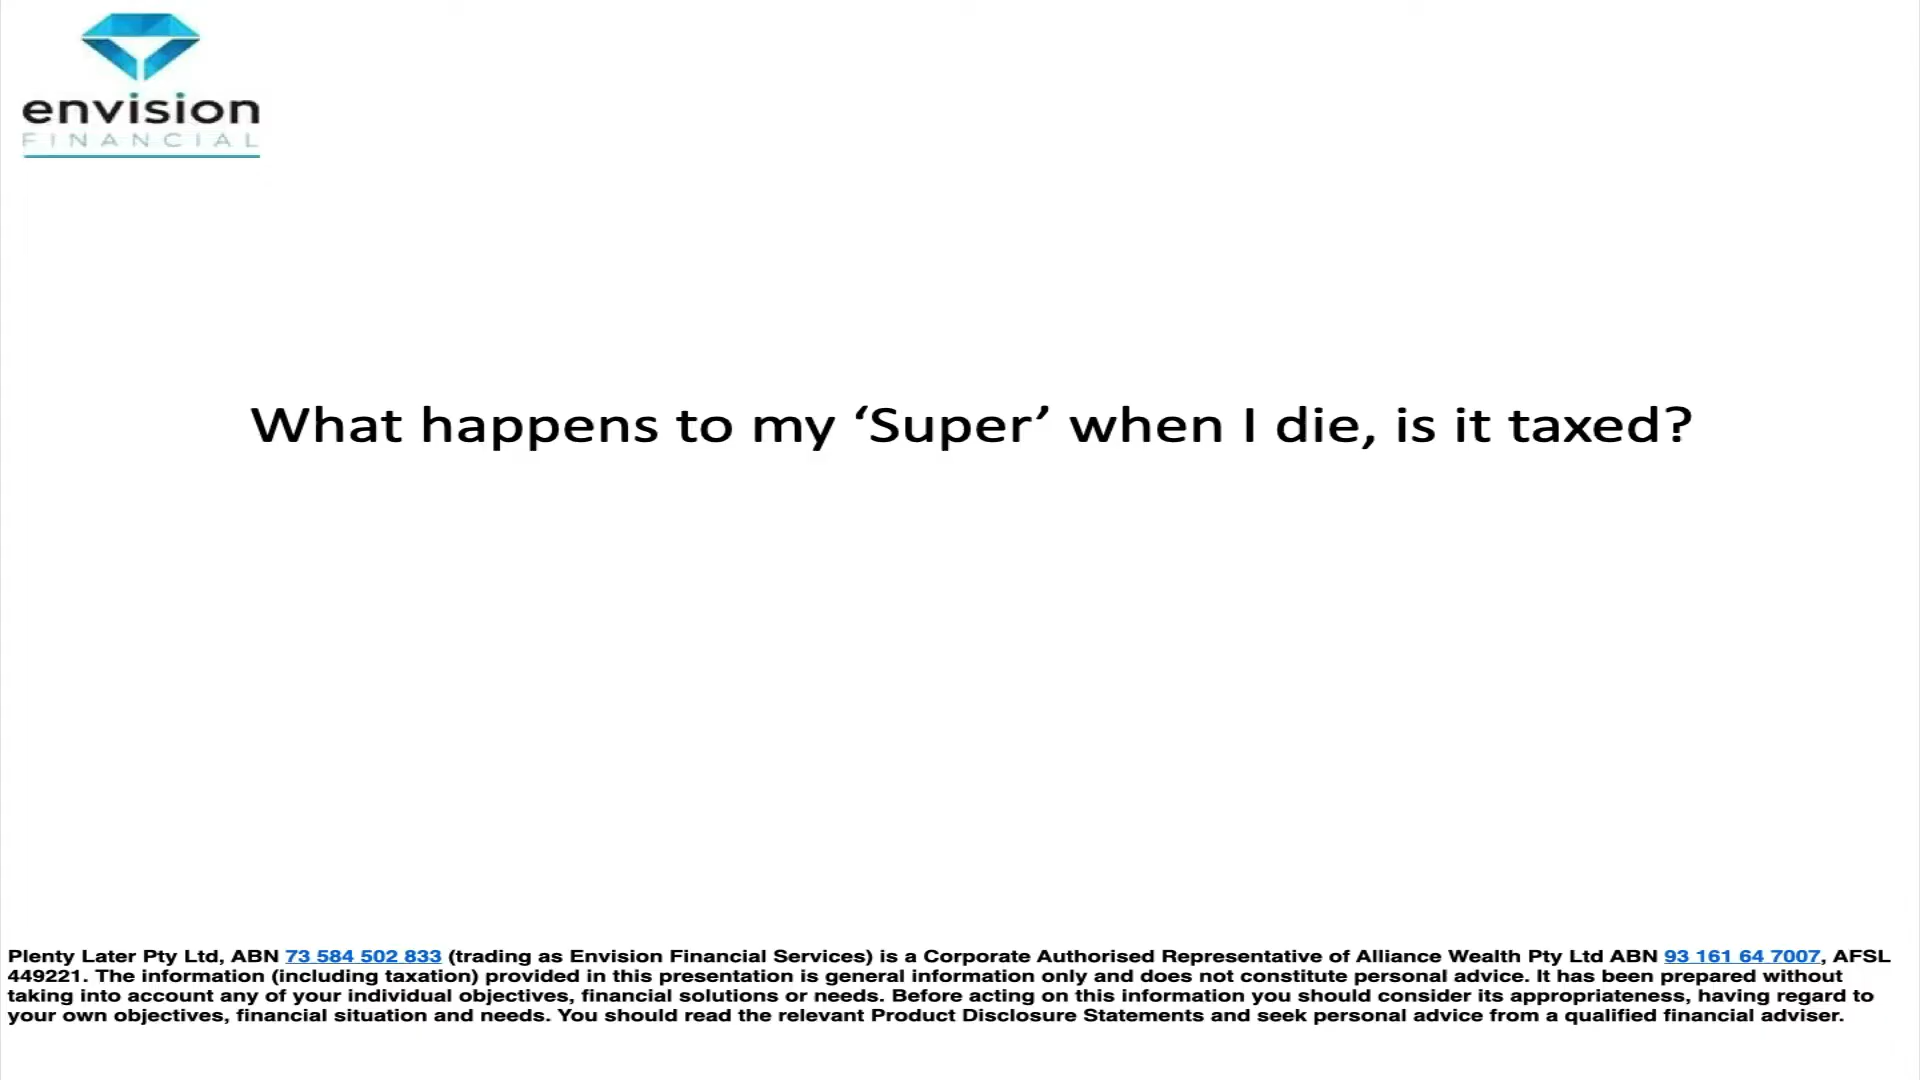 envision
FINANCIAL
What happens to my ‘Super’ when I die, is it taxed?
Plenty Later Pty Ltd, ABN 73 584 502 833 (trading as Envision Financial Services) is a Corporate Authorised Representative of Alliance Wealth Pty Ltd ABN 93 161 64 7007, AFSL
449221. The information (including taxation) provided in this presentation is general information only and does not constitute personal advice. It has been prepared without
taking into account any of your individual objectives, financial solutions or needs. Before acting on this information you should consider its appropriateness, having regard to
your own objectives, financial situation and needs. You should read the relevant Product Disclosure Statements and seek personal advice from a qualified financial adviser.